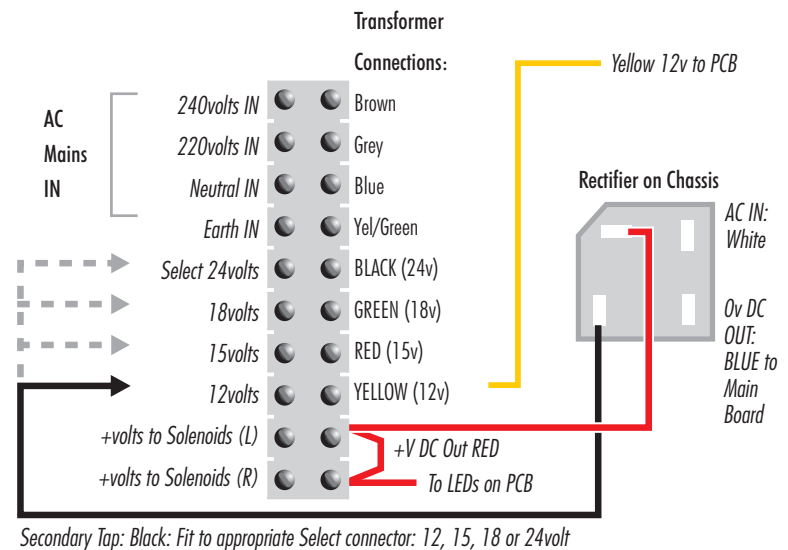 Transformer
Connections:
Yellow 12v to PCB
AC
Mains
IN
240volts IN
Brown
220volts IN
Grey
Neutral IN
Blue
Earth IN
Yel/Green
Select 24volts
BLACK (24v)
18volts
GREEN (18v)
15volts
RED (15v)
12volts
YELLOW (12v)
+volts to Solenoids (L)
+V DC Out RED
+volts to Solenoids (R)
To LEDs on PCB
Rectifier on Chassis
AC IN:
White
0v DC
OUT:
BLUE to
Main
Board
Secondary Tap: Black: Fit to appropriate Select connector: 12, 15, 18 or 24volt